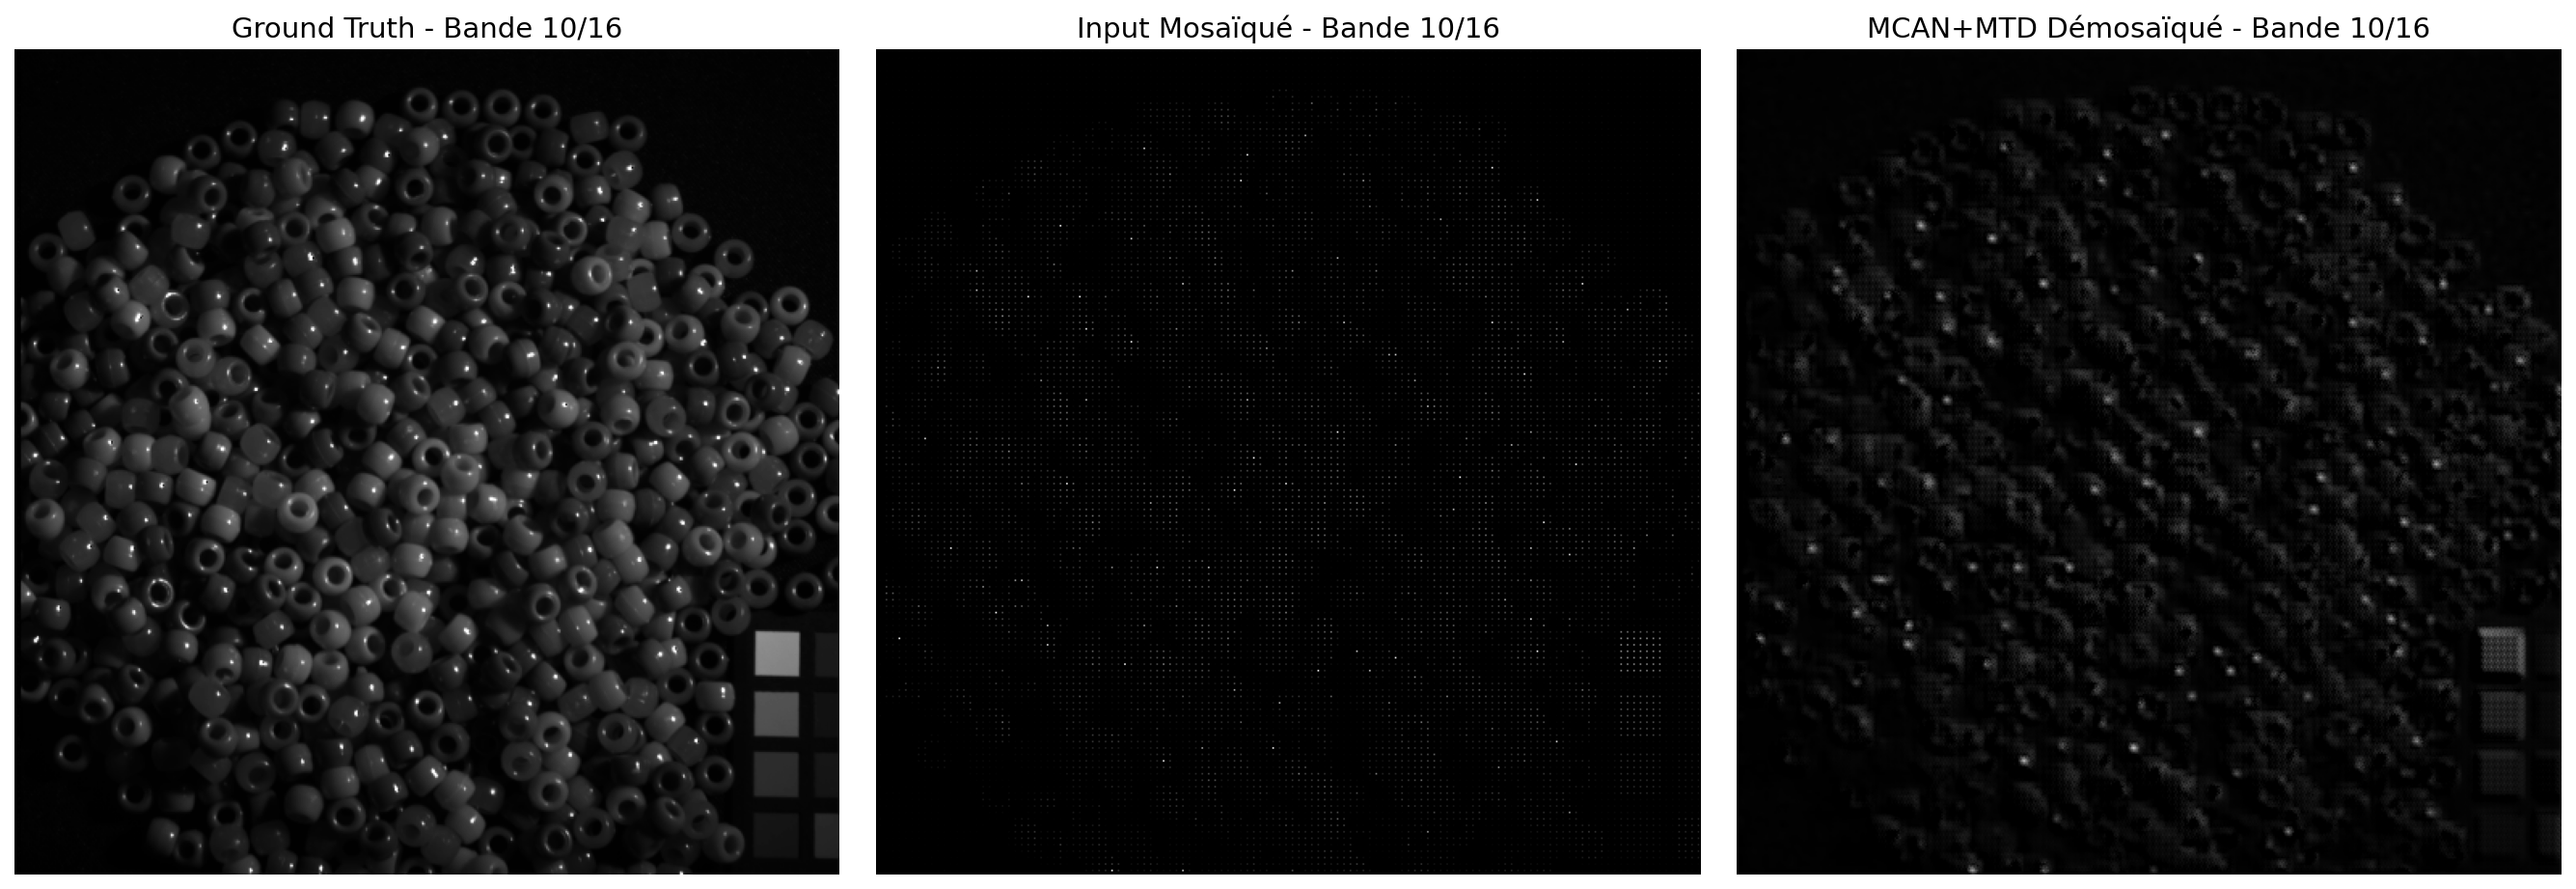 Ground Truth - Bande 10/16
Input Mosaïqué - Bande 10/16
MCAN+MTD Démosaïqué - Bande 10/16